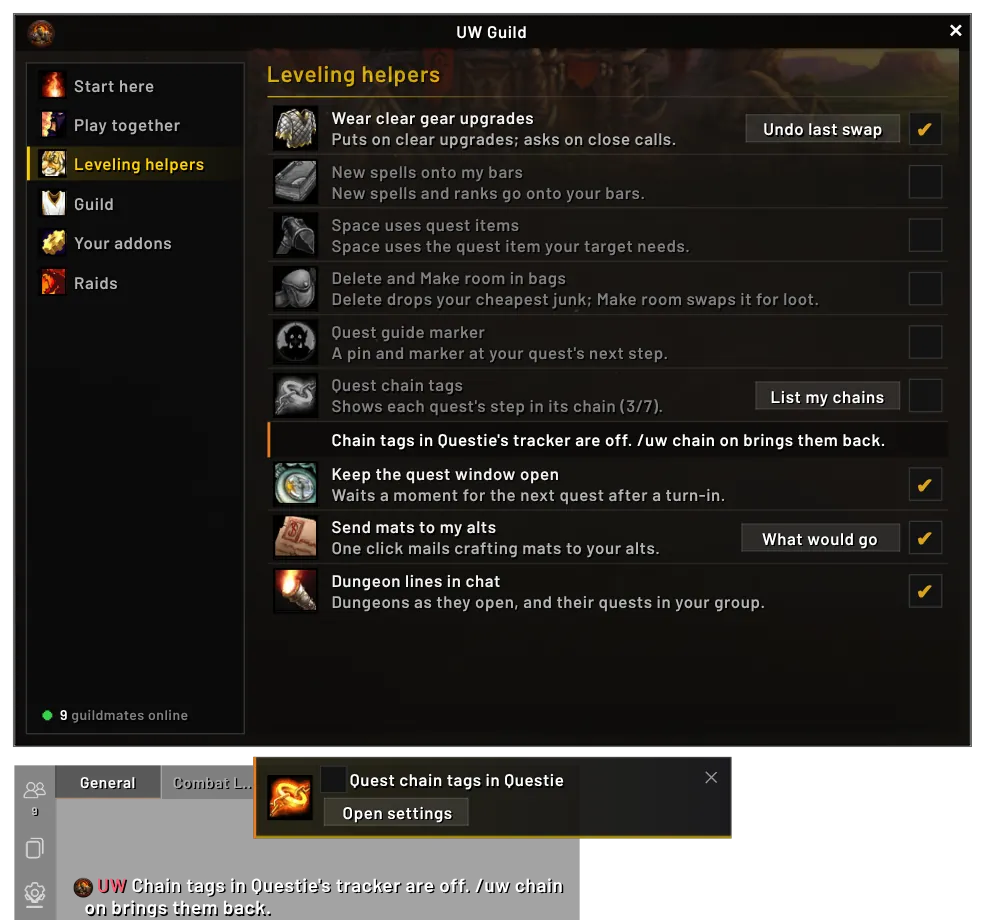 UW Guild
Start here
Play together
Leveling helpers
Guild
Your addons
Raids
9 guildmates online
Leveling helpers
Wear clear gear upgrades
Puts on clear upgrades; asks on close calls.
Undo last swap
New spells onto my bars
New spells and ranks go onto your bars.
Space uses quest items
Space uses the quest item your target needs.
Delete and Make room in bags
Delete drops your cheapest junk; Make room swaps it for loot.
Quest guide marker
A pin and marker at your quest's next step.
Quest chain tags
Shows each quest's step in its chain (3/7).
List my chains
Chain tags in Questie's tracker are off. /uw chain on brings them back.
Keep the quest window open
Waits a moment for the next quest after a turn-in.
Send mats to my alts
One click mails crafting mats to your alts.
What would go
Dungeon lines in chat
Dungeons as they open, and their quests in your group.
9
General
Combat L...
Quest chain tags in Questie
Open settings
UW Chain tags in Questie's tracker are off. /uw chain
on brings them back.